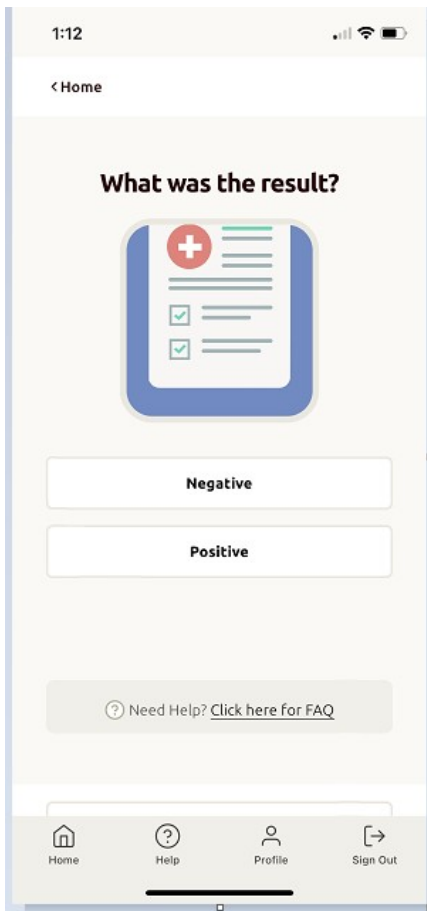 1:12
< Home
What was the result?
Negative
Positive
? Need Help? Click here for FAQ
Home
? Help
Profile
Sign Out